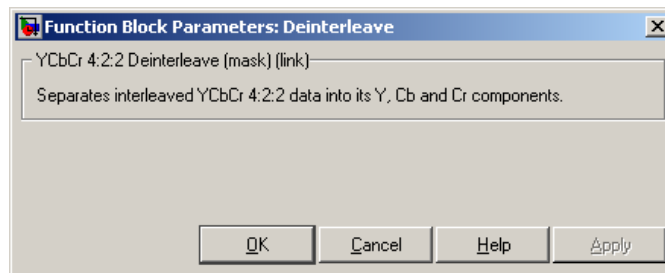 Function Block Parameters: Deinterleave
YCbCr 4:2:2 Deinterleave (mask) (link)
Separates interleaved YCbCr 4:2:2 data into its Y, Cb and Cr components.
OK Cancel Help Apply